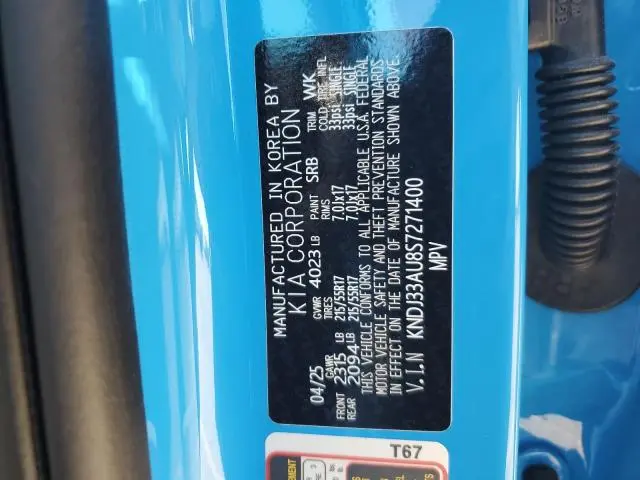 MANUFACTURED IN KOREA BY
KIA CORPORATION
04/25 GVWR 4023 LB PAINT SRB TRIM WK
GAWR TIRES RIMS COLD TIRE INFL
FRONT 2315 LB 215/55R17 7.0Jx17 33psi SINGLE
REAR 2094 LB 215/55R17 7.0Jx17 33psi SINGLE
THIS VEHICLE CONFORMS TO ALL APPLICABLE U.S.A. FEDERAL
MOTOR VEHICLE SAFETY AND THEFT PREVENTION STANDARDS
IN EFFECT ON THE DATE OF MANUFACTURE SHOWN ABOVE.
V.I.N KNDJ33AU8S7271400
MPV
T67